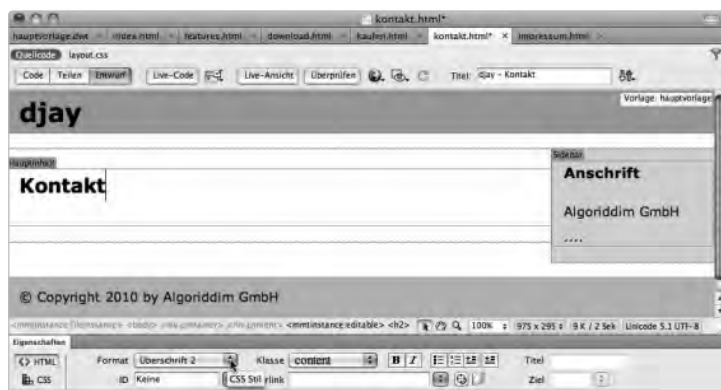 kontakt.html*
hauptvorlage.dwt index.html features.html download.html kaufen.html kontakt.html* impressum.html
Quellcode layout.css
Code Teilen Entwurf Live-Code Live-Ansicht Überprüfen Titel: djay - Kontakt
Vorlage: hauptvorlage
djay
Hauptinhalt
Sidebar
Kontakt
Anschrift
Algoriddim GmbH
....
© Copyright 2010 by Algoriddim GmbH
<body> <mmtinstance:editable> <h2> 100% 975 x 295 9 K / 2 Sek Unicode 5.1 UTF-8
Eigenschaften
<> HTML Format Überschrift 2 Klasse content B I Titel
CSS ID Keine CSS Stil rlink Ziel